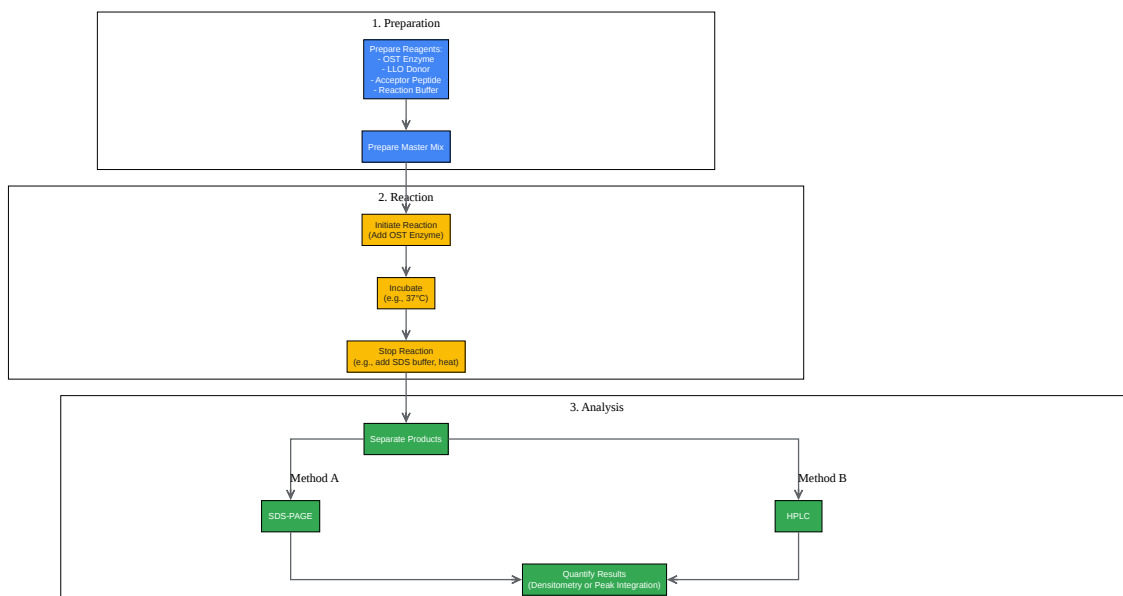 1. Preparation
Prepare Reagents:
- OST Enzyme
- LLO Donor
- Acceptor Peptide
- Reaction Buffer
Prepare Master Mix
2. Reaction
Initiate Reaction
(Add OST Enzyme)
Incubate
(e.g., 37°C)
Stop Reaction
(e.g., add SDS buffer, heat)
3. Analysis
Separate Products
Method A
Method B
SDS-PAGE
HPLC
Quantify Results
(Densitometry or Peak Integration)